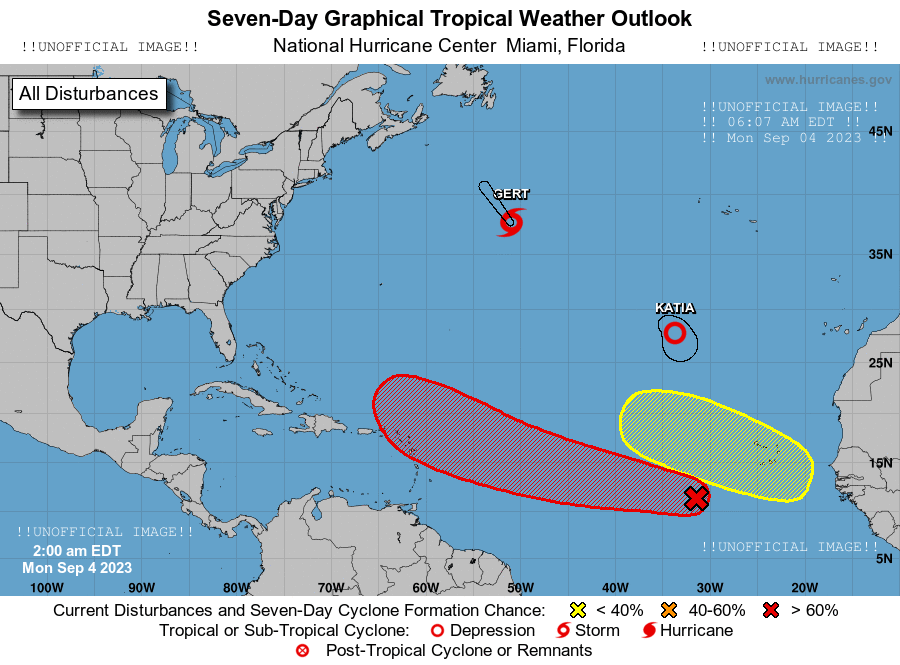 Seven-Day Graphical Tropical Weather Outlook
!!UNOFFICIAL IMAGE!! National Hurricane Center Miami, Florida !!UNOFFICIAL IMAGE!!
www.hurricanes.gov
All Disturbances
!!UNOFFICIAL IMAGE!!
!! 06:07 AM EDT !!
!! Mon Sep 04 2023 !!
45N
GERT
35N
KATIA
25N
15N
!!UNOFFICIAL IMAGE!!
2:00 am EDT
Mon Sep 4 2023
!!UNOFFICIAL IMAGE!!
5N
100W 90W 80W 70W 60W 50W 40W 30W 20W
Current Disturbances and Seven-Day Cyclone Formation Chance: < 40% 40-60% > 60%
Tropical or Sub-Tropical Cyclone: Depression Storm Hurricane
Post-Tropical Cyclone or Remnants